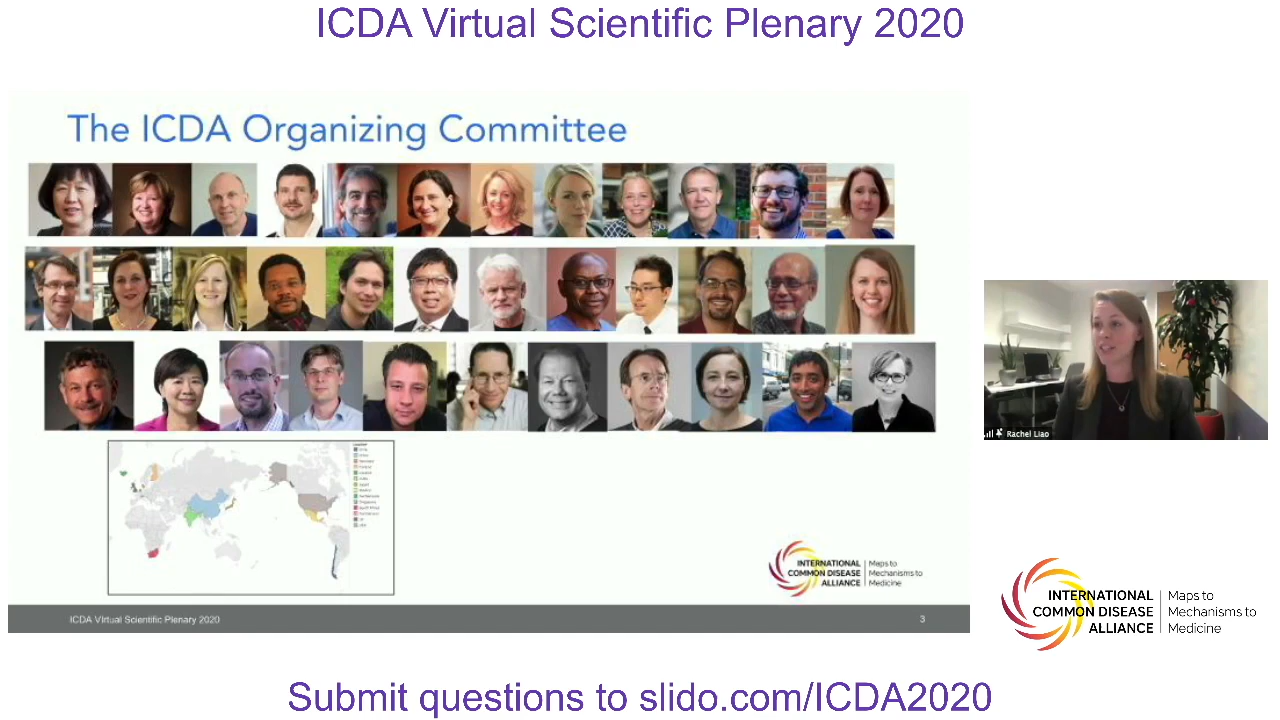 ICDA Virtual Scientific Plenary 2020
The ICDA Organizing Committee
Rachel Liao
INTERNATIONAL
COMMON DISEASE
ALLIANCE
Maps to
Mechanisms to
Medicine
ICDA Virtual Scientific Plenary 2020
3
INTERNATIONAL
COMMON DISEASE
ALLIANCE
Maps to
Mechanisms to
Medicine
Submit questions to slido.com/ICDA2020